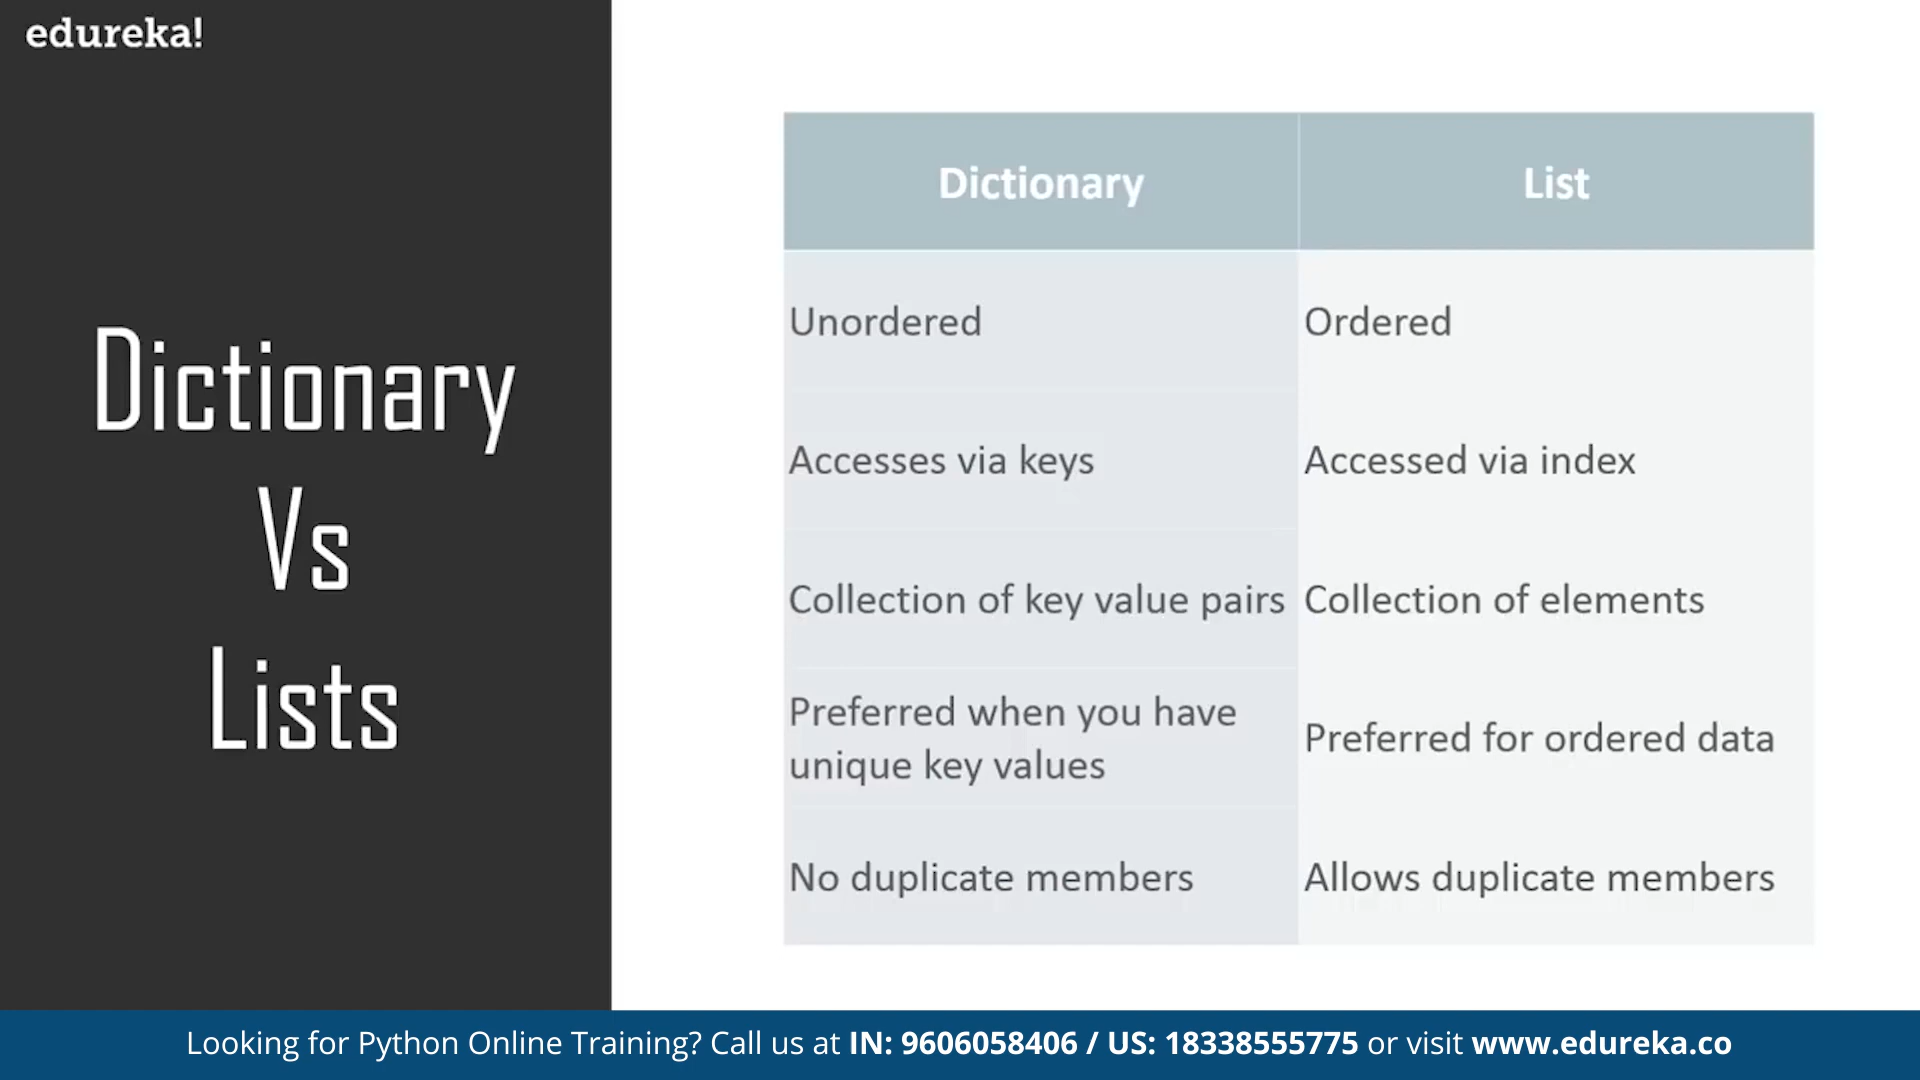 edureka!
Dictionary
Vs
Lists
Dictionary List
Unordered Ordered
Accesses via keys Accessed via index
Collection of key value pairs Collection of elements
Preferred when you have
unique key values
Preferred for ordered data
No duplicate members Allows duplicate members
Looking for Python Online Training? Call us at IN: 9606058406 / US: 18338555775 or visit www.edureka.co